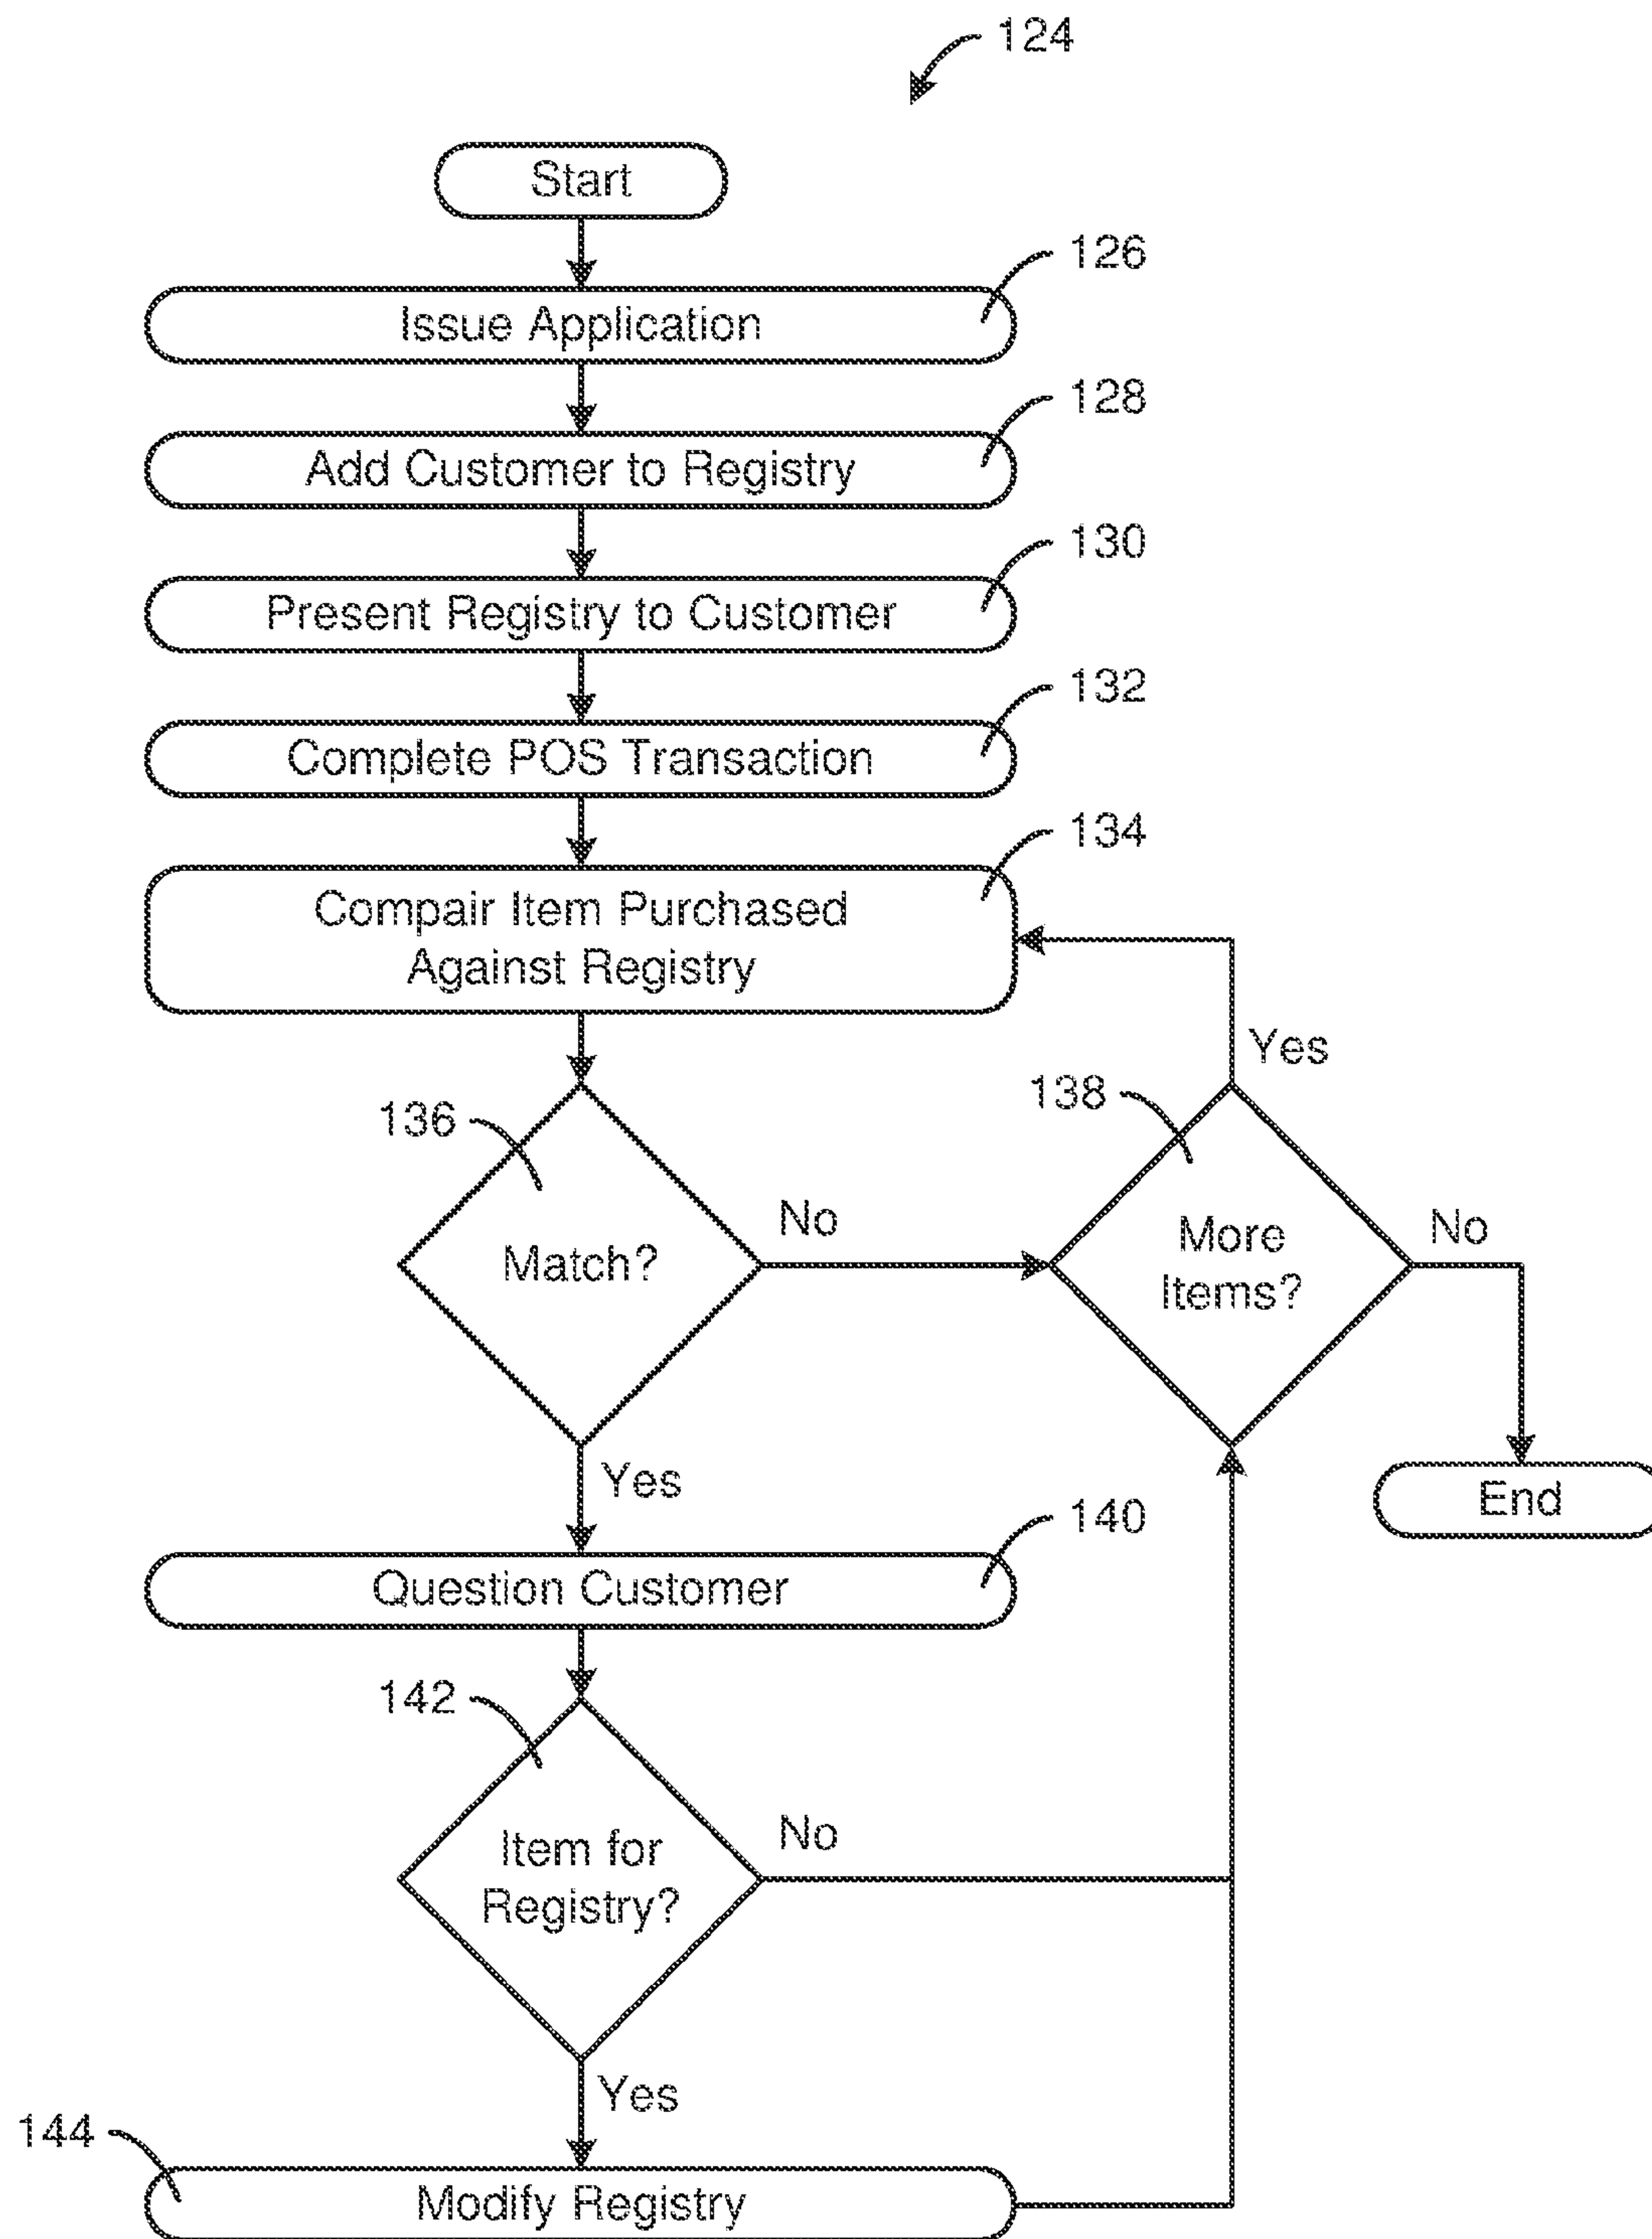 124
Start
126
Issue Application
128
Add Customer to Registry
130
Present Registry to Customer
132
Complete POS Transaction
134
Compair Item Purchased
Against Registry
Yes
136
138
No
Match?
More
Items?
No
Yes
End
140
Question Customer
142
No
Item for
Registry?
Yes
144
Modify Registry